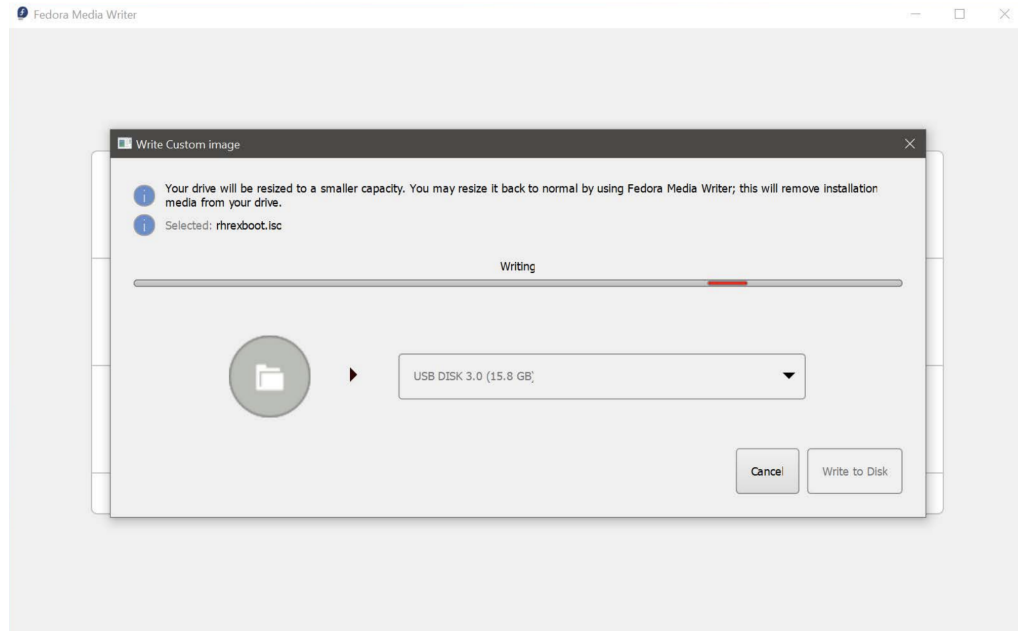 Fedora Media Writer
Write Custom image
Your drive will be resized to a smaller capacity. You may resize it back to normal by using Fedora Media Writer; this will remove installation
media from your drive.
Selected: rhrexboot.isc
Writing
USB DISK 3.0 (15.8 GB)
Cancel
Write to Disk